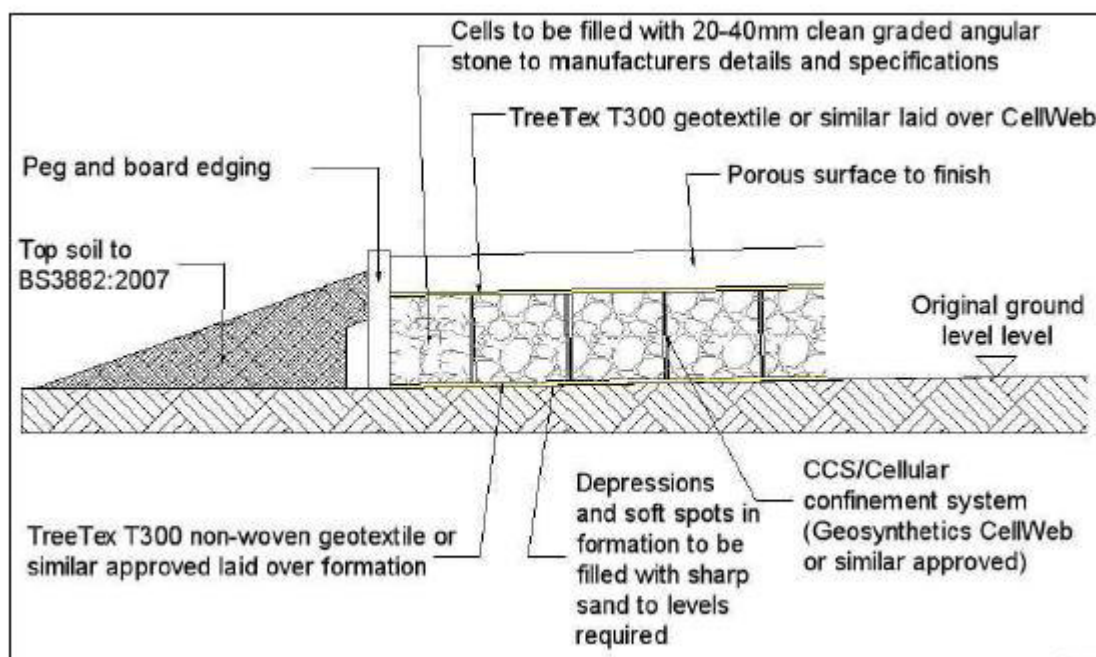 Cells to be filled with 20-40mm clean graded angular
stone to manufacturers details and specifications
TreeTex T300 geotextile or similar laid over CellWeb
Peg and board edging
Porous surface to finish
Top soil to
BS3882:2007
Original ground
level level
TreeTex T300 non-woven geotextile or
similar approved laid over formation
Depressions
and soft spots in
formation to be
filled with sharp
sand to levels
required
CCS/Cellular
confinement system
(Geosynthetics CellWeb
or similar approved)